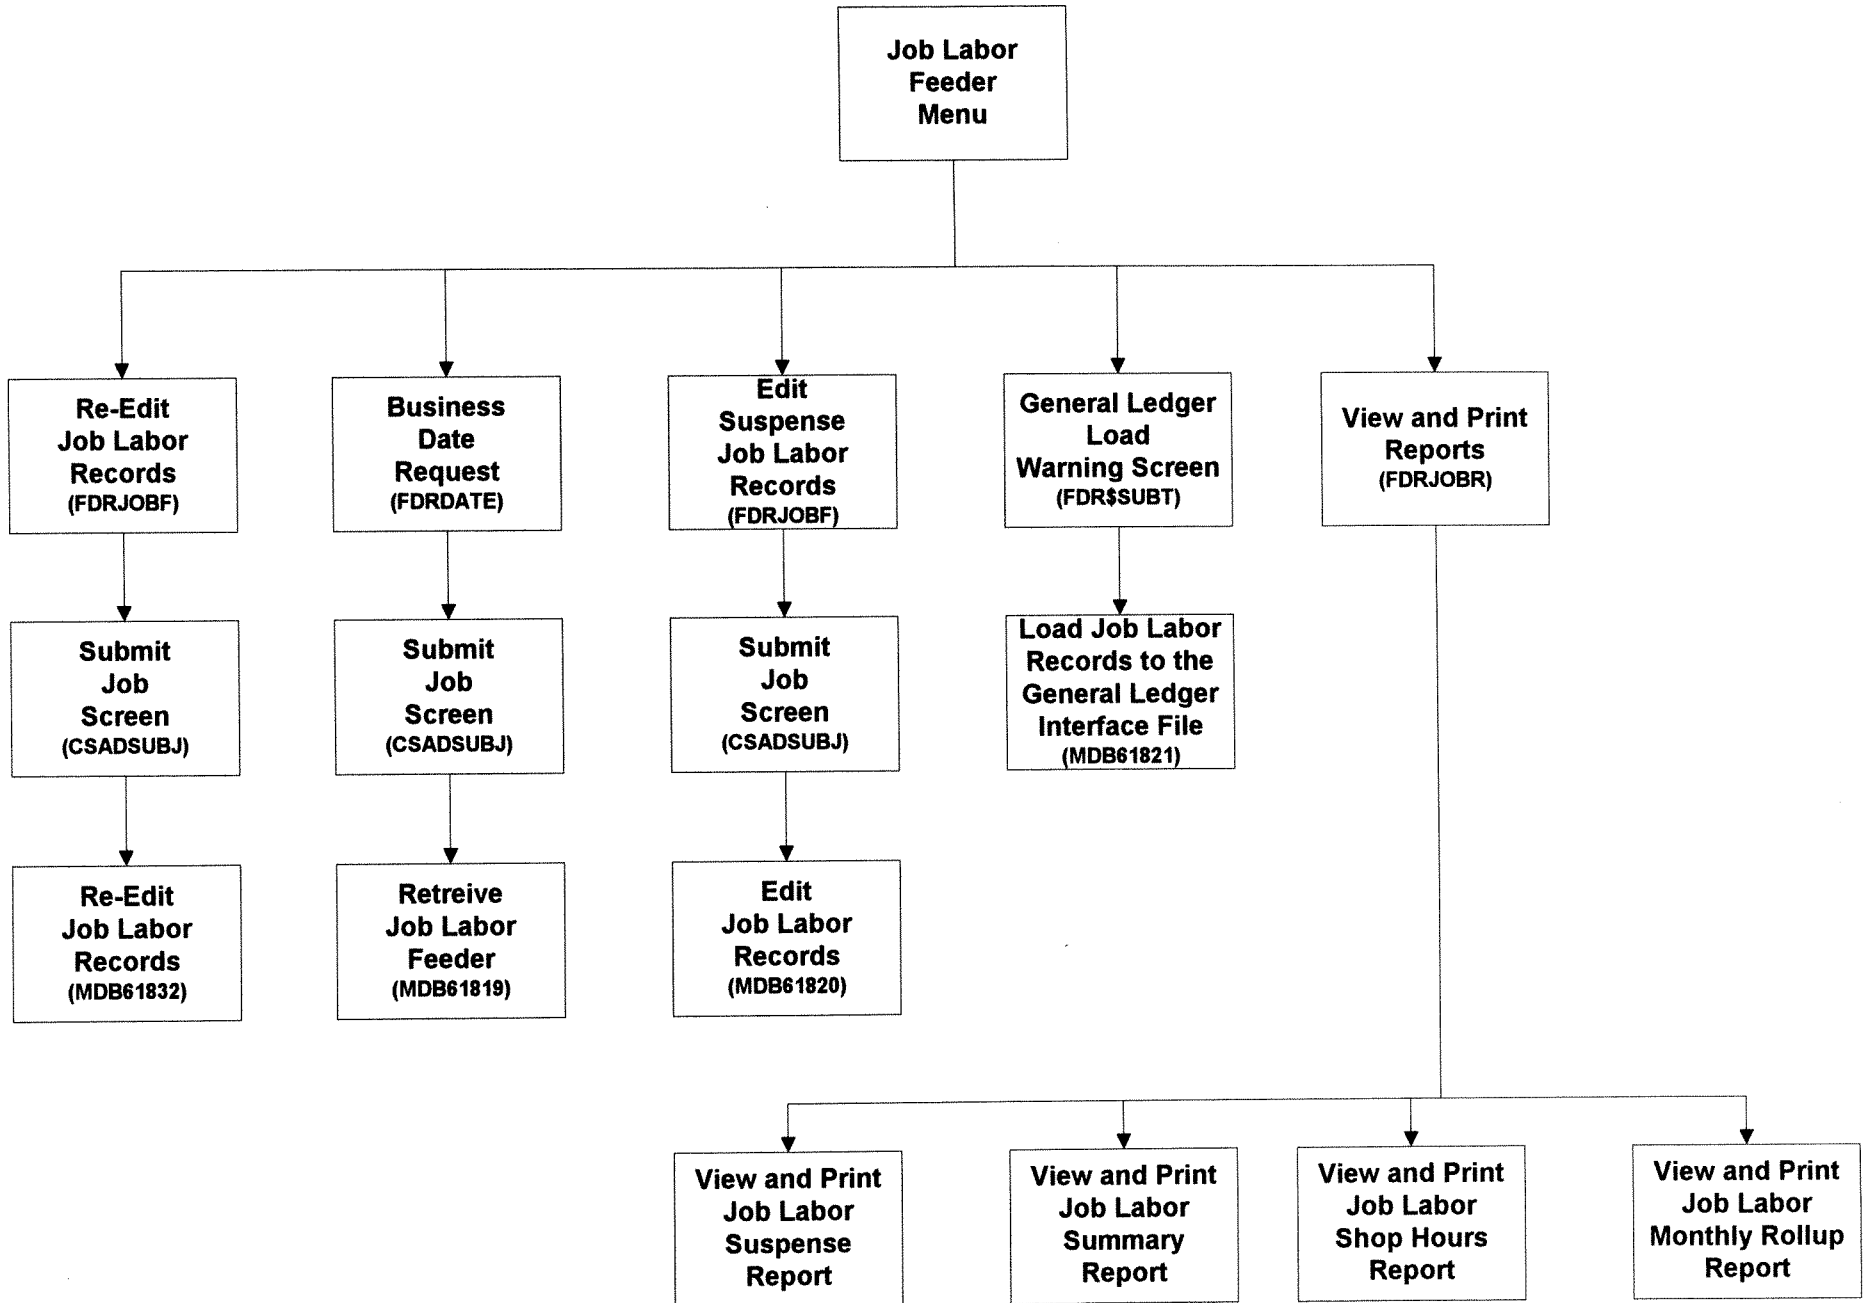 Job Labor
Feeder
Menu
Re-Edit
Job Labor
Records
(FDRJOBF)
Business
Date
Request
(FDRDATE)
Edit
Suspense
Job Labor
Records
(FDRJOBF)
General Ledger
Load
Warning Screen
(FDR$SUBT)
View and Print
Reports
(FDRJOBR)
Submit
Job
Screen
(CSADSUBJ)
Submit
Job
Screen
(CSADSUBJ)
Submit
Job
Screen
(CSADSUBJ)
Load Job Labor
Records to the
General Ledger
Interface File
(MDB61821)
Re-Edit
Job Labor
Records
(MDB61832)
Retreive
Job Labor
Feeder
(MDB61819)
Edit
Job Labor
Records
(MDB61820)
View and Print
Job Labor
Suspense
Report
View and Print
Job Labor
Summary
Report
View and Print
Job Labor
Shop Hours
Report
View and Print
Job Labor
Monthly Rollup
Report